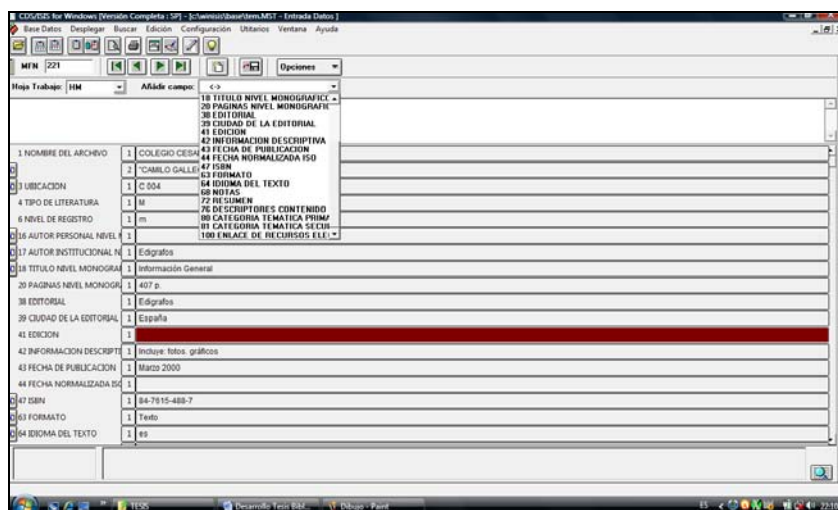 CDS/ISIS for Windows [Versión Completa : SP] - [c:\winisis\base\tem.MST - Entrada Datos ]
Base Datos Desplegar Buscar Edición Configuración Utilitarios Ventana Ayuda
MFN 221 Opciones
Hoja Trabajo: HM Añadir campo: <->
18 TITULO NIVEL MONOGRAFICO
20 PAGINAS NIVEL MONOGRAFIC
38 EDITORIAL
39 CIUDAD DE LA EDITORIAL
41 EDICION
42 INFORMACION DESCRIPTIVA
43 FECHA DE PUBLICACION
44 FECHA NORMALIZADA ISO
47 ISBN
63 FORMATO
64 IDIOMA DEL TEXTO
68 NOTAS
72 RESUMEN
76 DESCRIPTORES CONTENIDO
80 CATEGORIA TEMATICA PRIMA
81 CATEGORIA TEMATICA SECUN
100 ENLACE DE RECURSOS ELE
1 NOMBRE DEL ARCHIVO 1 COLEGIO CESA
2 "CAMILO GALLE
3 UBICACION 1 C 004
4 TIPO DE LITERATURA 1 M
6 NIVEL DE REGISTRO 1 m
16 AUTOR PERSONAL NIVEL 1
17 AUTOR INSTITUCIONAL N 1 Edigrafos
18 TITULO NIVEL MONOGRA 1 Información General
20 PAGINAS NIVEL MONOGR 1 407 p.
38 EDITORIAL 1 Edigrafos
39 CIUDAD DE LA EDITORIAL 1 España
41 EDICION 1
42 INFORMACION DESCRIPTI 1 Incluye: fotos. gráficos
43 FECHA DE PUBLICACION 1 Marzo 2000
44 FECHA NORMALIZADA ISO 1
47 ISBN 1 84-7615-488-7
63 FORMATO 1 Texto
64 IDIOMA DEL TEXTO 1 es
TESIS Desarrollo Tesis Bibl... Dibujo - Paint ES 22:10